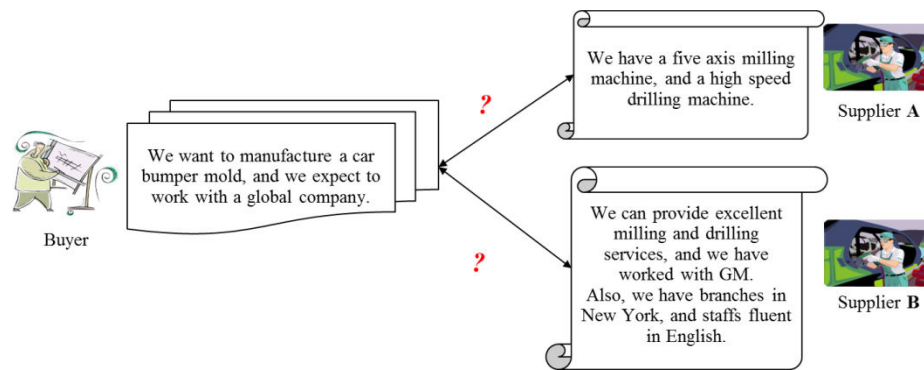 We want to manufacture a car
bumper mold, and we expect to
work with a global company.
Buyer
?
?
We have a five axis milling
machine, and a high speed
drilling machine.
Supplier A
We can provide excellent
milling and drilling
services, and we have
worked with GM.
Also, we have branches in
New York, and staffs fluent
in English.
Supplier B